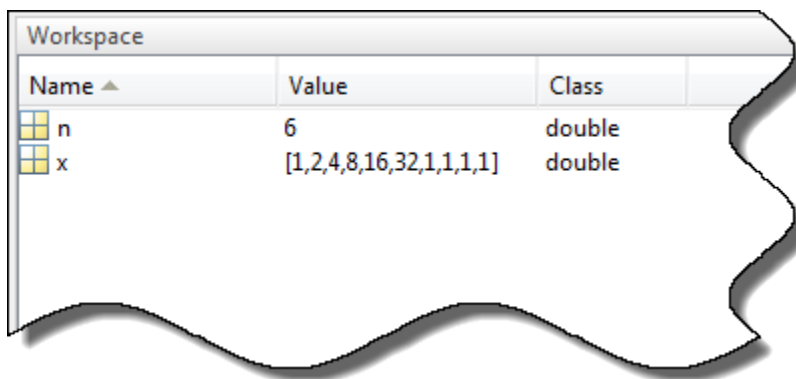 Workspace
Name Value Class
n 6 double
x [1,2,4,8,16,32,1,1,1,1] double